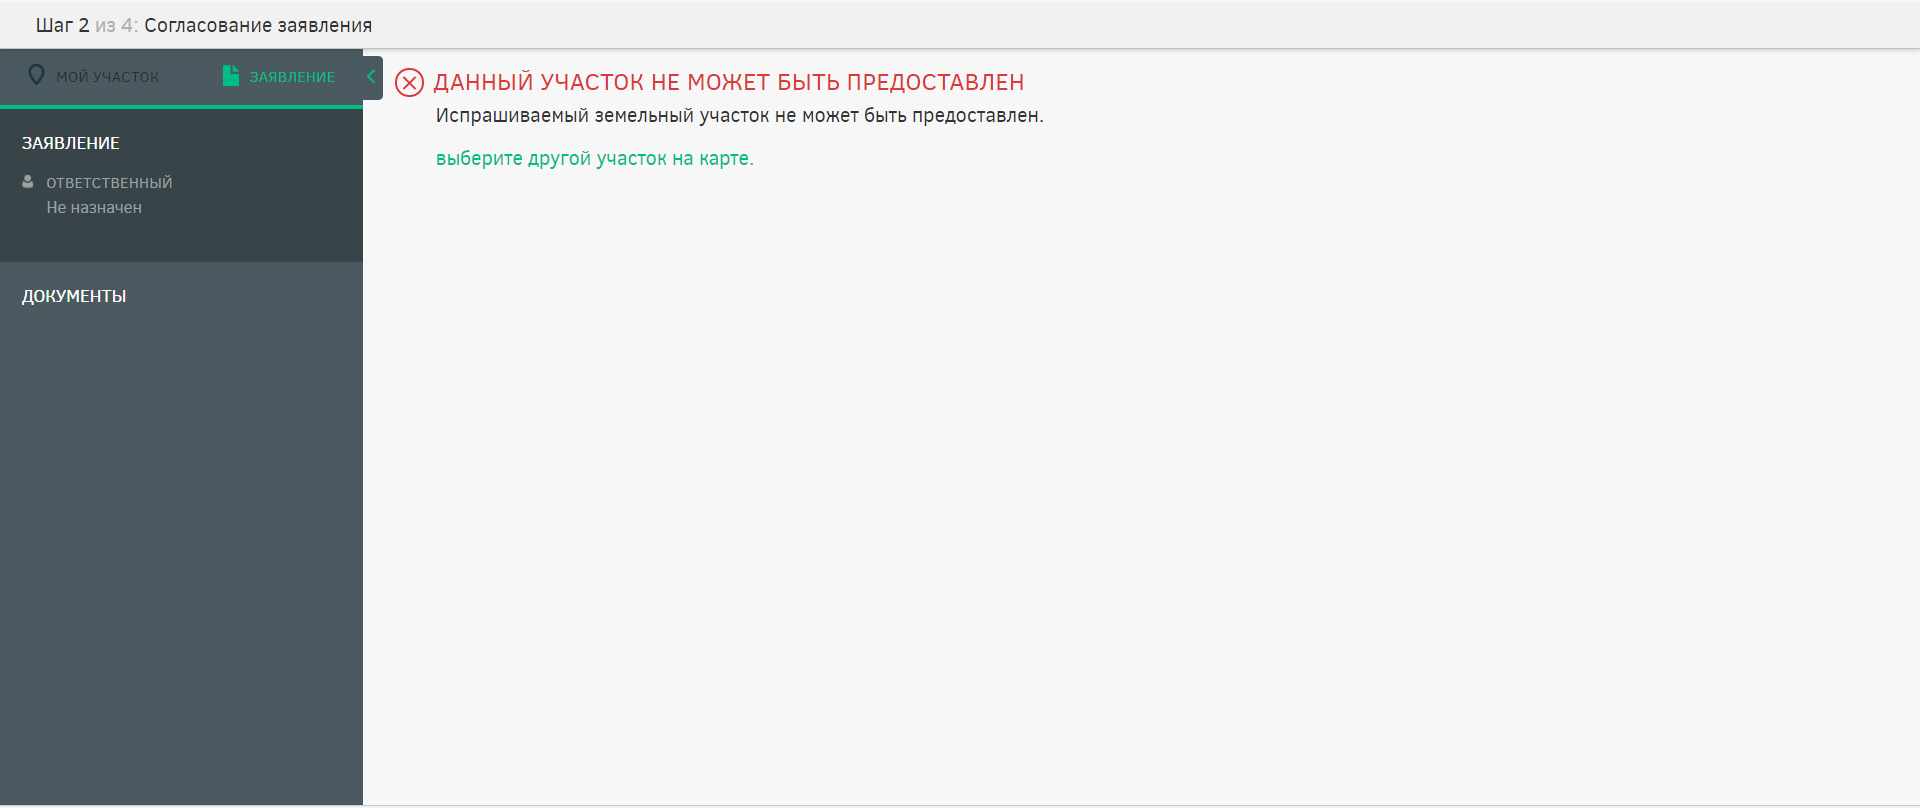 Шаг 2 из 4: Согласование заявления
МОЙ УЧАСТОК
ЗАЯВЛЕНИЕ
ДАННЫЙ УЧАСТОК НЕ МОЖЕТ БЫТЬ ПРЕДОСТАВЛЕН
Испрашиваемый земельный участок не может быть предоставлен.
выберите другой участок на карте.
ЗАЯВЛЕНИЕ
ОТВЕТСТВЕННЫЙ
Не назначен
ДОКУМЕНТЫ